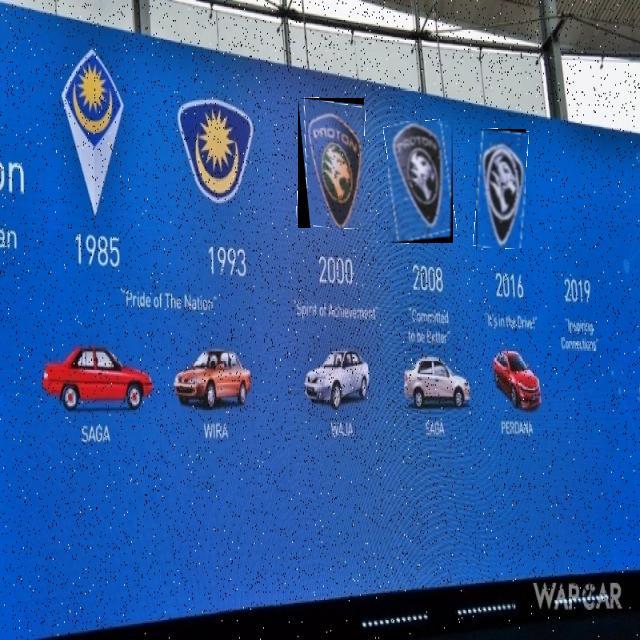 on
an
PROTON
PROTON
1985
1993
2000
2008
2016
2019
"Pride of The Nation"
"Spirit of Achievement"
"Committed
to be Better"
"It's in the Drive!"
"Inspiring
Connections"
SAGA
WIRA
WAJA
SAGA
PERDANA
WAPCAR